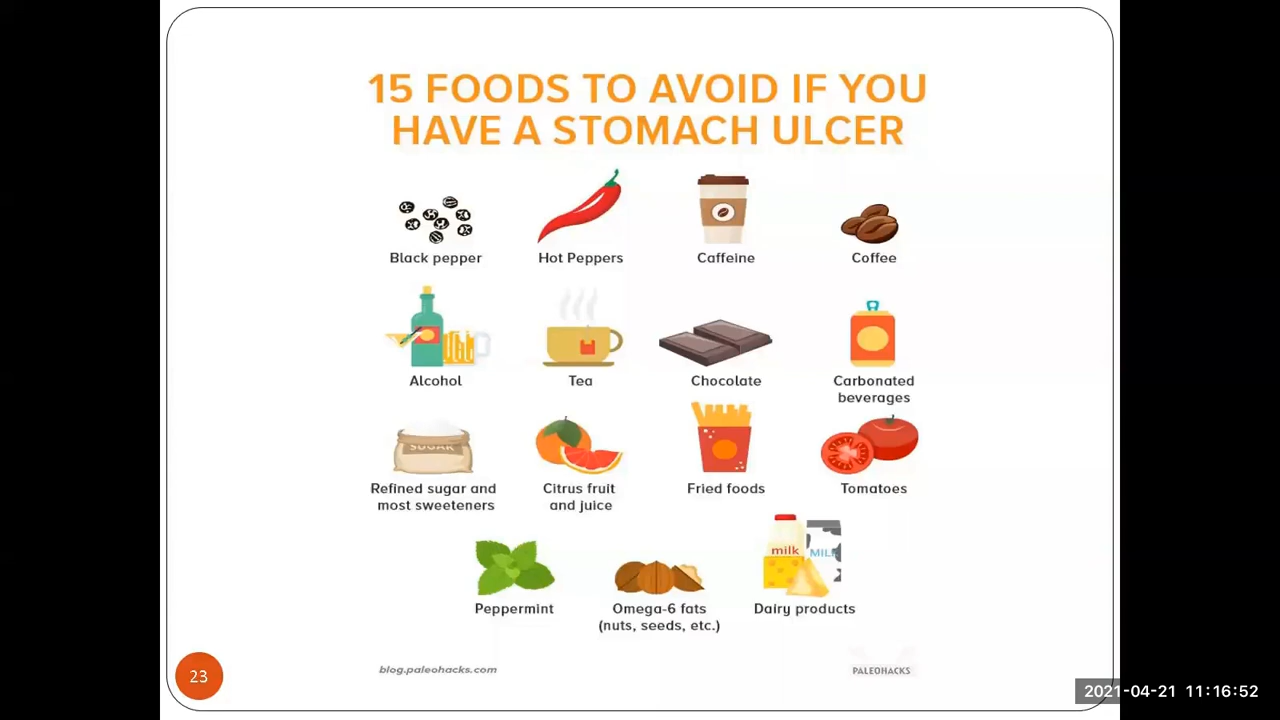 15 FOODS TO AVOID IF YOU
HAVE A STOMACH ULCER
Black pepper
Hot Peppers
Caffeine
Coffee
Alcohol
Tea
Chocolate
Carbonated
beverages
SUGAR
Refined sugar and
most sweeteners
Citrus fruit
and juice
Fried foods
Tomatoes
milk
MILK
Peppermint
Omega-6 fats
(nuts, seeds, etc.)
Dairy products
blog.paleohacks.com
PALEOHACKS
23
2021-04-21 11:16:52